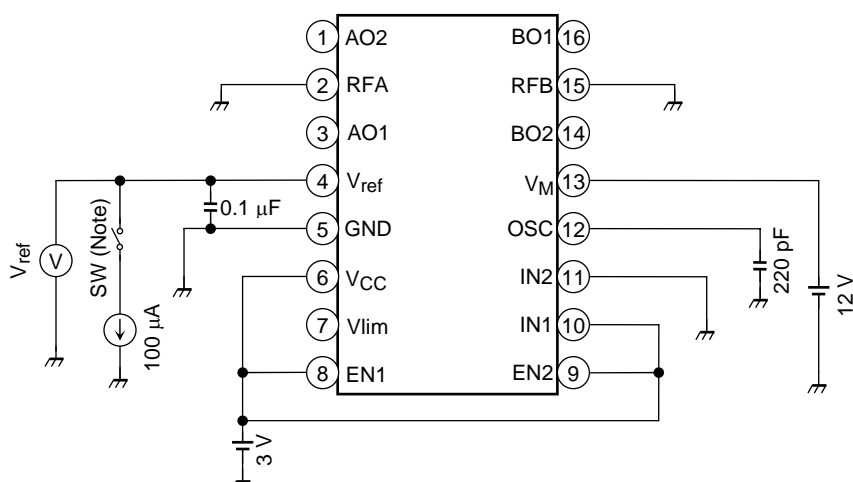 1 AO2 BO1 16
2 RFA RFB 15
3 AO1 BO2 14
4 Vref VM 13
0.1 μF
5 GND OSC 12
6 VCC IN2 11
7 Vlim IN1 10
8 EN1 EN2 9
Vref
V
SW (Note)
100 μA
3 V
220 pF
12 V